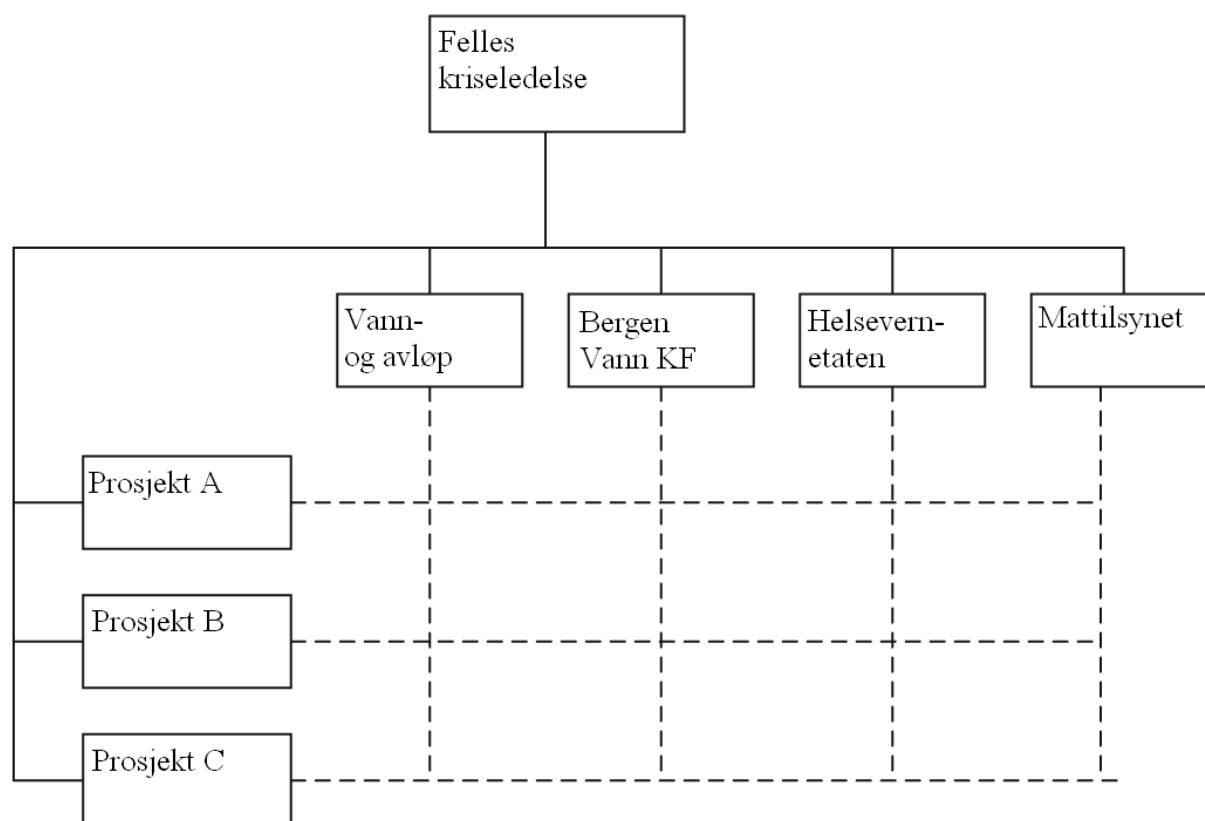 Felles
kriseledelse
Vann-
og avløp
Bergen
Vann KF
Helsevern-
etaten
Mattilsynet
Prosjekt A
Prosjekt B
Prosjekt C